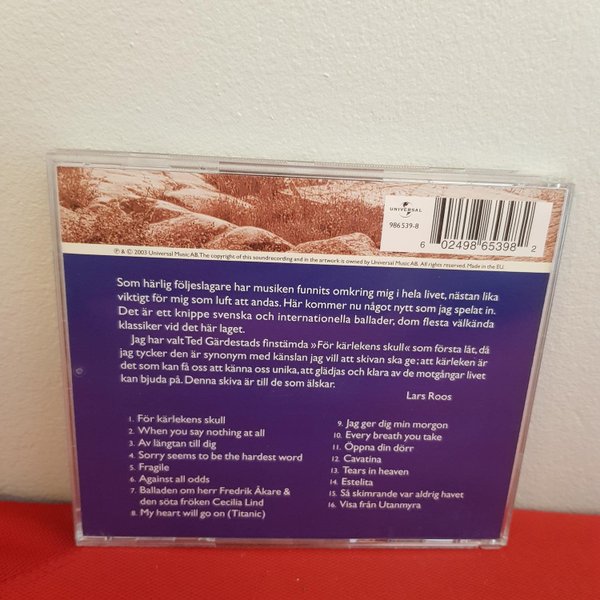 UNIVERSAL
986 539-8
6 02498 65398 2
℗ & © 2003 Universal Music AB. The copyright of this soundrecording and in the artwork is owned by Universal Music AB. All rights reserved. Made in the EU
Som härlig följeslagare har musiken funnits omkring mig i hela livet, nästan lika
viktigt för mig som luft att andas. Här kommer nu något nytt som jag spelat in.
Det är ett knippe svenska och internationella ballader, dom flesta välkända
klassiker vid det här laget.
Jag har valt Ted Gärdestads finstämda »För kärlekens skull« som första låt, då
jag tycker den är synonym med känslan jag vill att skivan ska ge; att kärleken är
det som kan få oss att känna oss unika, att glädjas och klara av de motgångar livet
kan bjuda på. Denna skiva är till de som älskar.
Lars Roos
1. För kärlekens skull
2. When you say nothing at all
3. Av längtan till dig
4. Sorry seems to be the hardest word
5. Fragile
6. Against all odds
7. Balladen om herr Fredrik Åkare &
den söta fröken Cecilia Lind
8. My heart will go on (Titanic)
9. Jag ger dig min morgon
10. Every breath you take
11. Öppna din dörr
12. Cavatina
13. Tears in heaven
14. Estelita
15. Så skimrande var aldrig havet
16. Visa från Utanmyra